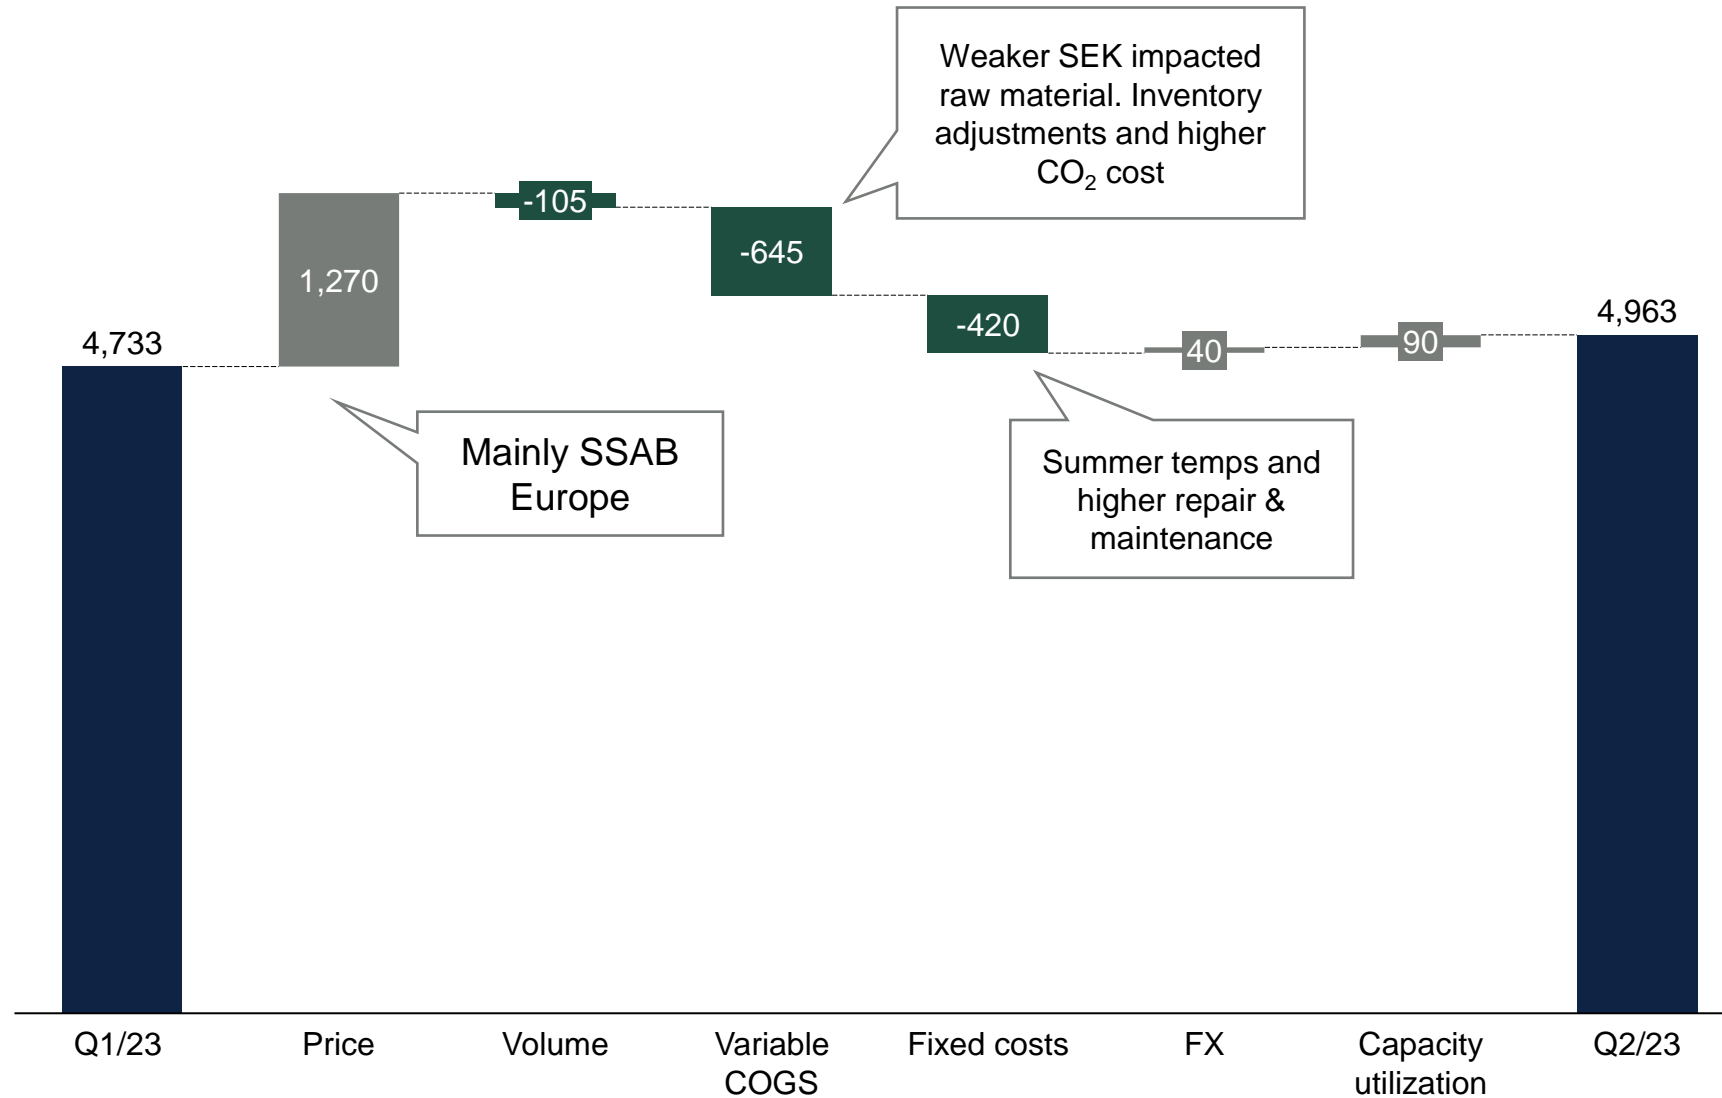 Weaker SEK impacted
raw material. Inventory
adjustments and higher
CO₂ cost
-105
-645
1,270
-420
4,963
4,733
40
90
Mainly SSAB
Europe
Summer temps and
higher repair &
maintenance
Q1/23
Price
Volume
Variable
COGS
Fixed costs
FX
Capacity
utilization
Q2/23